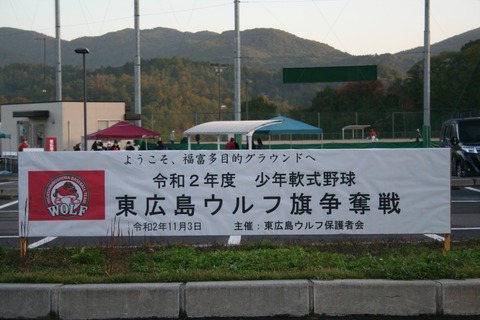 ようこそ、福富多目的グラウンドへ
令和２年度 少年軟式野球
東広島ウルフ旗争奪戦
令和2年11月3日 主催：東広島ウルフ保護者会
WOLF